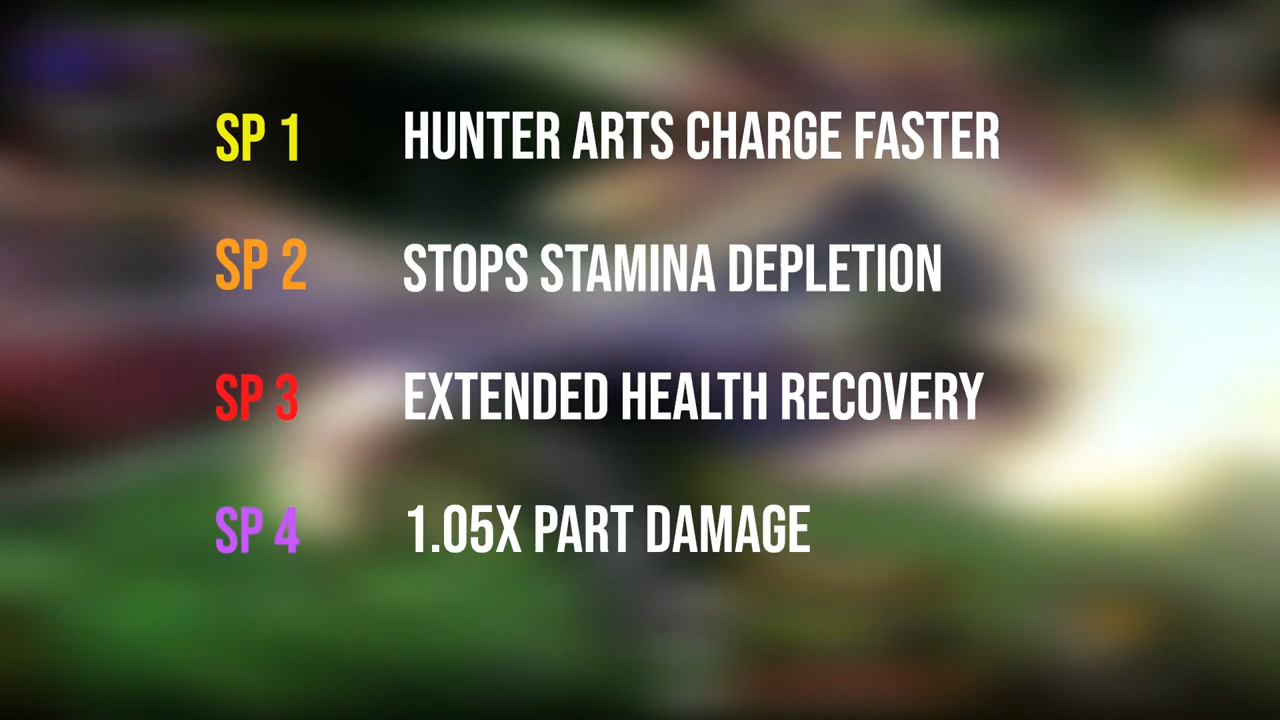 SP 1 HUNTER ARTS CHARGE FASTER
SP 2 STOPS STAMINA DEPLETION
SP 3 EXTENDED HEALTH RECOVERY
SP 4 1.05X PART DAMAGE